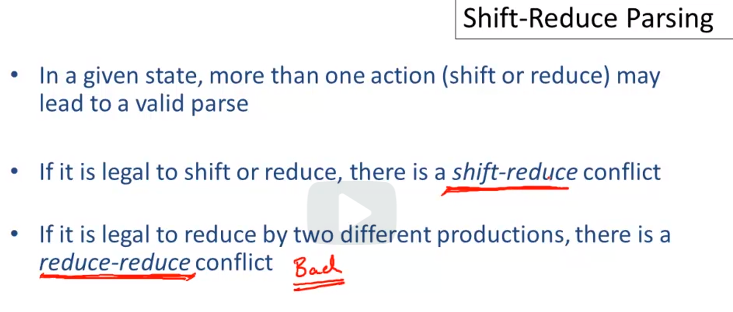 Shift-Reduce Parsing
• In a given state, more than one action (shift or reduce) may
lead to a valid parse
• If it is legal to shift or reduce, there is a shift-reduce conflict
• If it is legal to reduce by two different productions, there is a
reduce-reduce conflict Bad